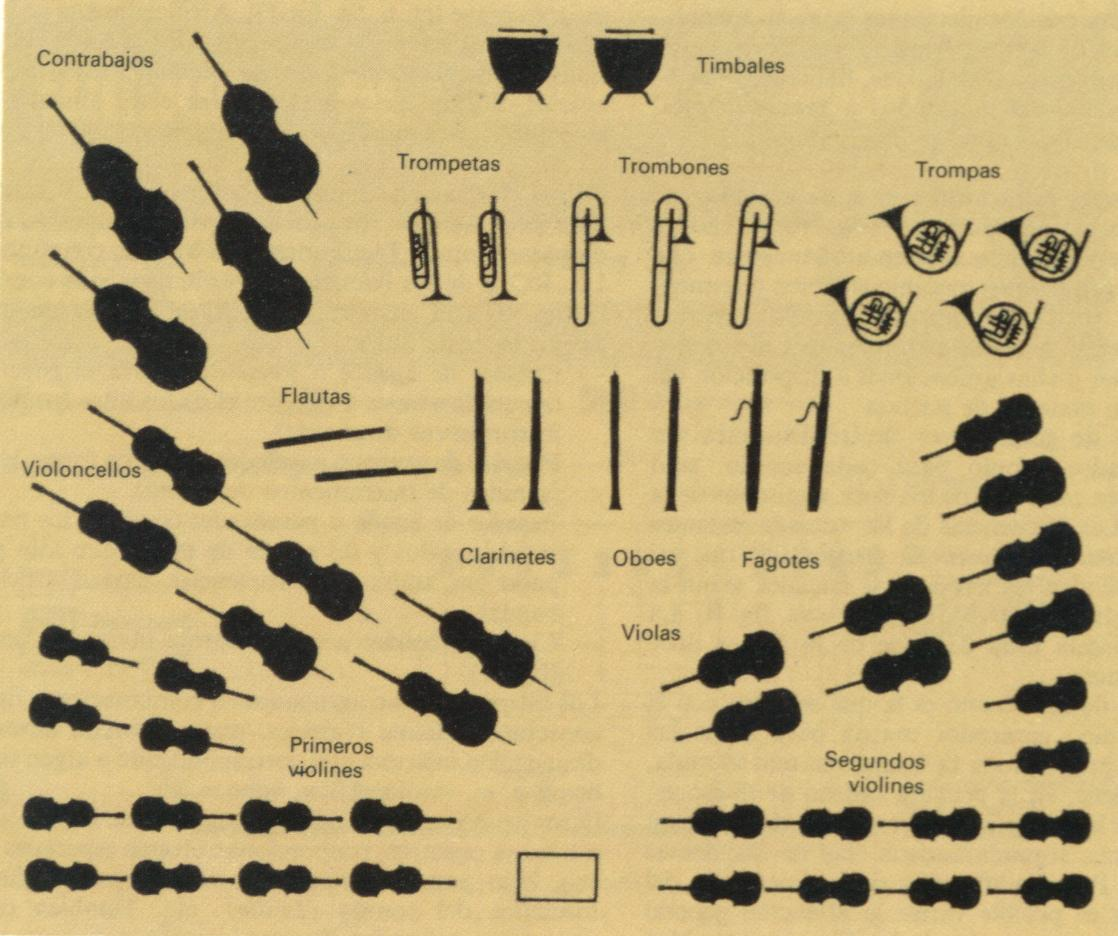 Contrabajos
Timbales
Trompetas
Trombones
Trompas
Flautas
Violoncellos
Clarinetes
Oboes
Fagotes
Violas
Primeros
violines
Segundos
violines